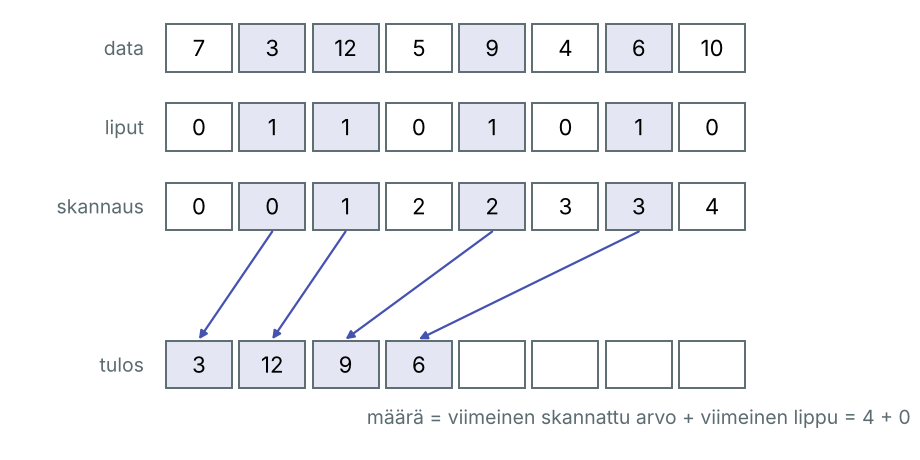 data 7 3 12 5 9 4 6 10
liput 0 1 1 0 1 0 1 0
skannaus 0 0 1 2 2 3 3 4
tulos 3 12 9 6
määrä = viimeinen skannattu arvo + viimeinen lippu = 4 + 0